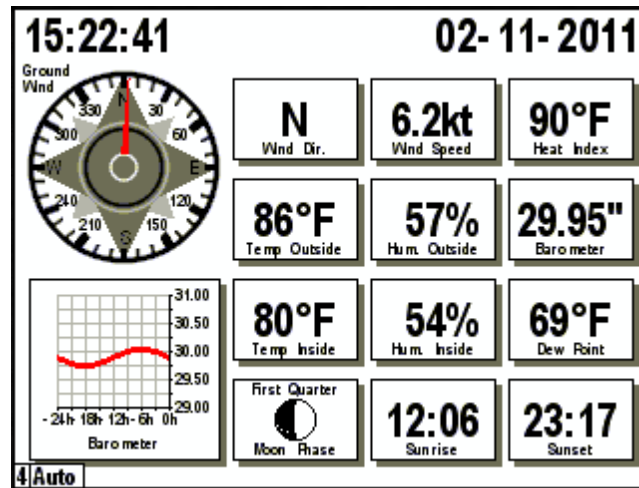 15:22:41
02-11-2011
Ground
Wind
N
30
60
E
120
150
S
210
240
W
300
330
N
Wind Dir.
6.2kt
Wind Speed
90°F
Heat Index
86°F
Temp Outside
57%
Hum. Outside
29.95"
Barometer
31.00
30.50
30.00
29.50
29.00
-24h 18h 12h-6h 0h
Barometer
80°F
Temp Inside
54%
Hum. Inside
69°F
Dew Point
First Quarter
Moon Phase
12:06
Sunrise
23:17
Sunset
4 Auto